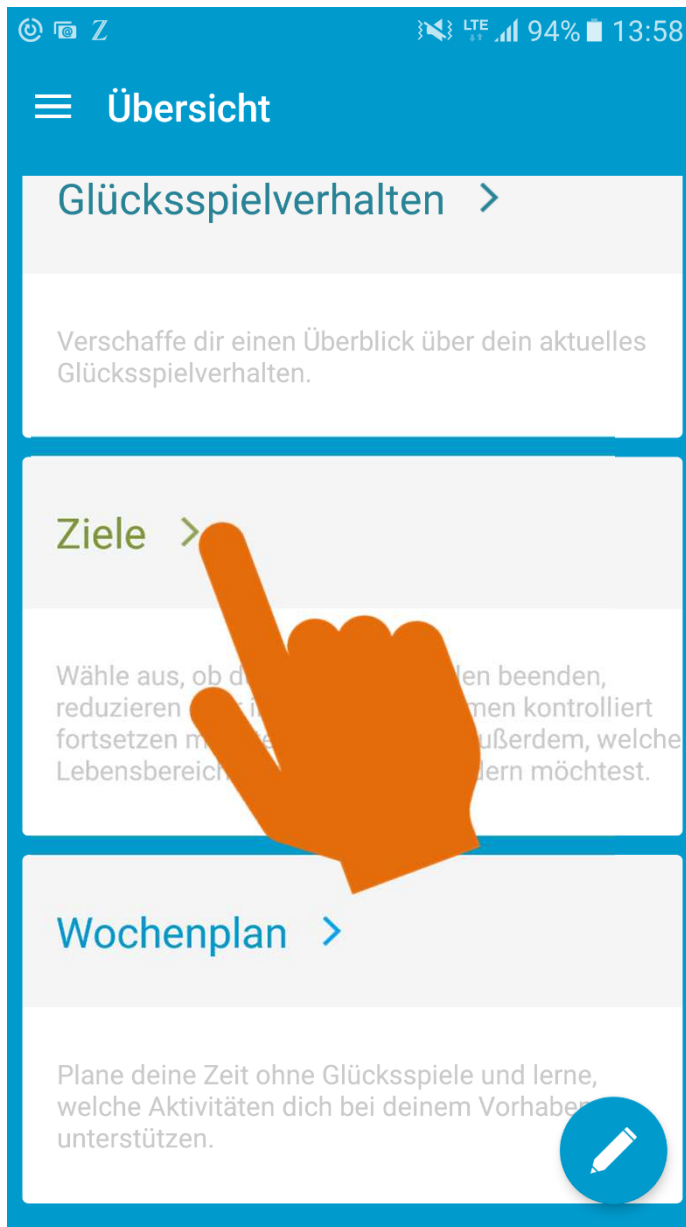 Z LTE 94% 13:58
Übersicht
Glücksspielverhalten
Verschaffe dir einen Überblick über dein aktuelles
Glücksspielverhalten.
Ziele
Wähle aus, ob len beenden,
reduzieren men kontrolliert
fortsetzen ußerdem, welche
Lebensbereich dern möchtest.
Wochenplan
Plane deine Zeit ohne Glücksspiele und lerne,
welche Aktivitäten dich bei deinem Vorhaben
unterstützen.